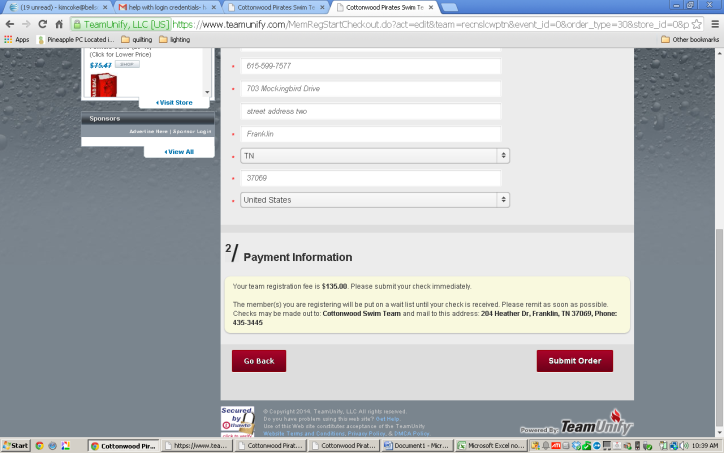 (19 unread) - kmcoke@bells
help with login credentials- h
Cottonwood Pirates Swim Te
Cottonwood Pirates Swim Te
TeamUnify, LLC [US] https://www.teamunify.com/MemRegStartCheckout.do?act=edit&team=recnslcwptn&event_id=0&order_type=30&store_id=0&p
Apps Pineapple PC Located i... quilting lighting Other bookmarks
(Click for Lower Price)
$75.47 SHOP
Visit Store
Sponsors
Advertise Here | Sponsor Login
View All
615-599-7577
703 Mockingbird Drive
street address two
Franklin
TN
37069
United States
2/ Payment Information
Your team registration fee is $135.00. Please submit your check immediately.
The member(s) you are registering will be put on a wait list until your check is received. Please remit as soon as possible.
Checks may be made out to: Cottonwood Swim Team and mail to this address: 204 Heather Dr, Franklin, TN 37069, Phone:
435-3445
Go Back Submit Order
Secured by thawte
© Copyright 2014, TeamUnify, LLC All rights reserved
Do you have problem using this web site? Get Help.
Use of this Web site constitutes acceptance of the TeamUnify
Website Terms and Conditions, Privacy Policy, & DMCA Policy.
Powered By: TeamUnify
Start Cottonwood Pir... https://www.tea... Cottonwood Pirat... Cottonwood Pirat... Document1 - Micr... Microsoft Excel no... 10:39 AM